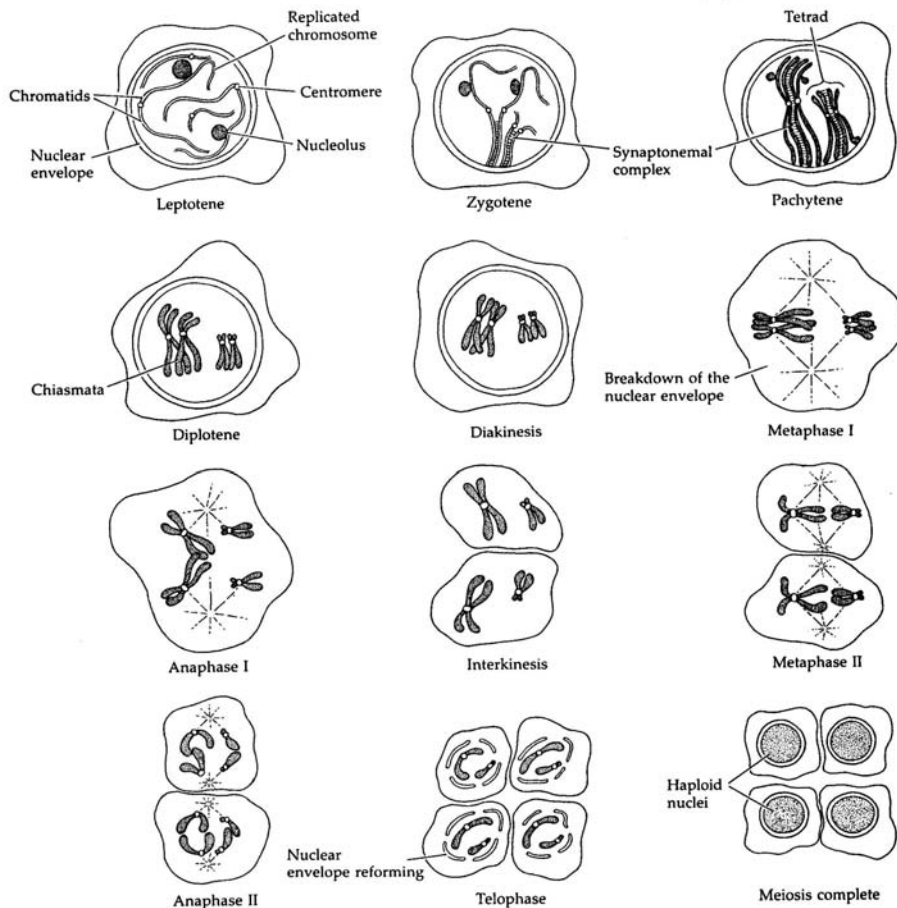 Replicated
chromosome
Chromatids
Centromere
Nuclear
envelope
Nucleolus
Leptotene
Zygotene
Tetrad
Synaptonemal
complex
Pachytene
Chiasmata
Diplotene
Diakinesis
Breakdown of the
nuclear envelope
Metaphase I
Anaphase I
Interkinesis
Metaphase II
Anaphase II
Nuclear
envelope reforming
Telophase
Haploid
nuclei
Meiosis complete